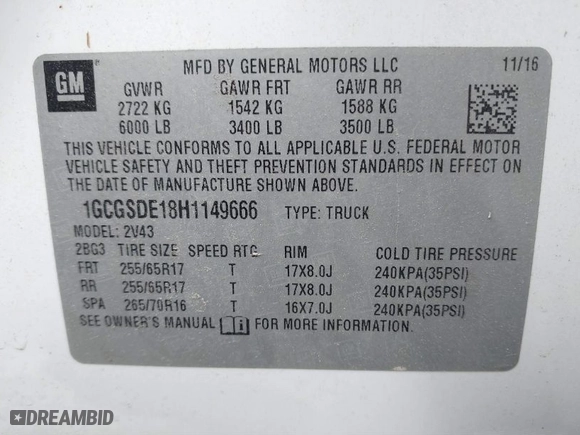 GM
MFD BY GENERAL MOTORS LLC 11/16
GVWR GAWR FRT GAWR RR
2722 KG 1542 KG 1588 KG
6000 LB 3400 LB 3500 LB
THIS VEHICLE CONFORMS TO ALL APPLICABLE U.S. FEDERAL MOTOR
VEHICLE SAFETY AND THEFT PREVENTION STANDARDS IN EFFECT ON
THE DATE OF MANUFACTURE SHOWN ABOVE.
1GCGSDE18H1149666 TYPE: TRUCK
MODEL: 2V43
2BG3 TIRE SIZE SPEED RTG RIM COLD TIRE PRESSURE
FRT 255/65R17 T 17X8.0J 240KPA(35PSI)
RR 255/65R17 T 17X8.0J 240KPA(35PSI)
SPA 265/70R16 T 16X7.0J 240KPA(35PSI)
SEE OWNER'S MANUAL i FOR MORE INFORMATION.
DREAMBID